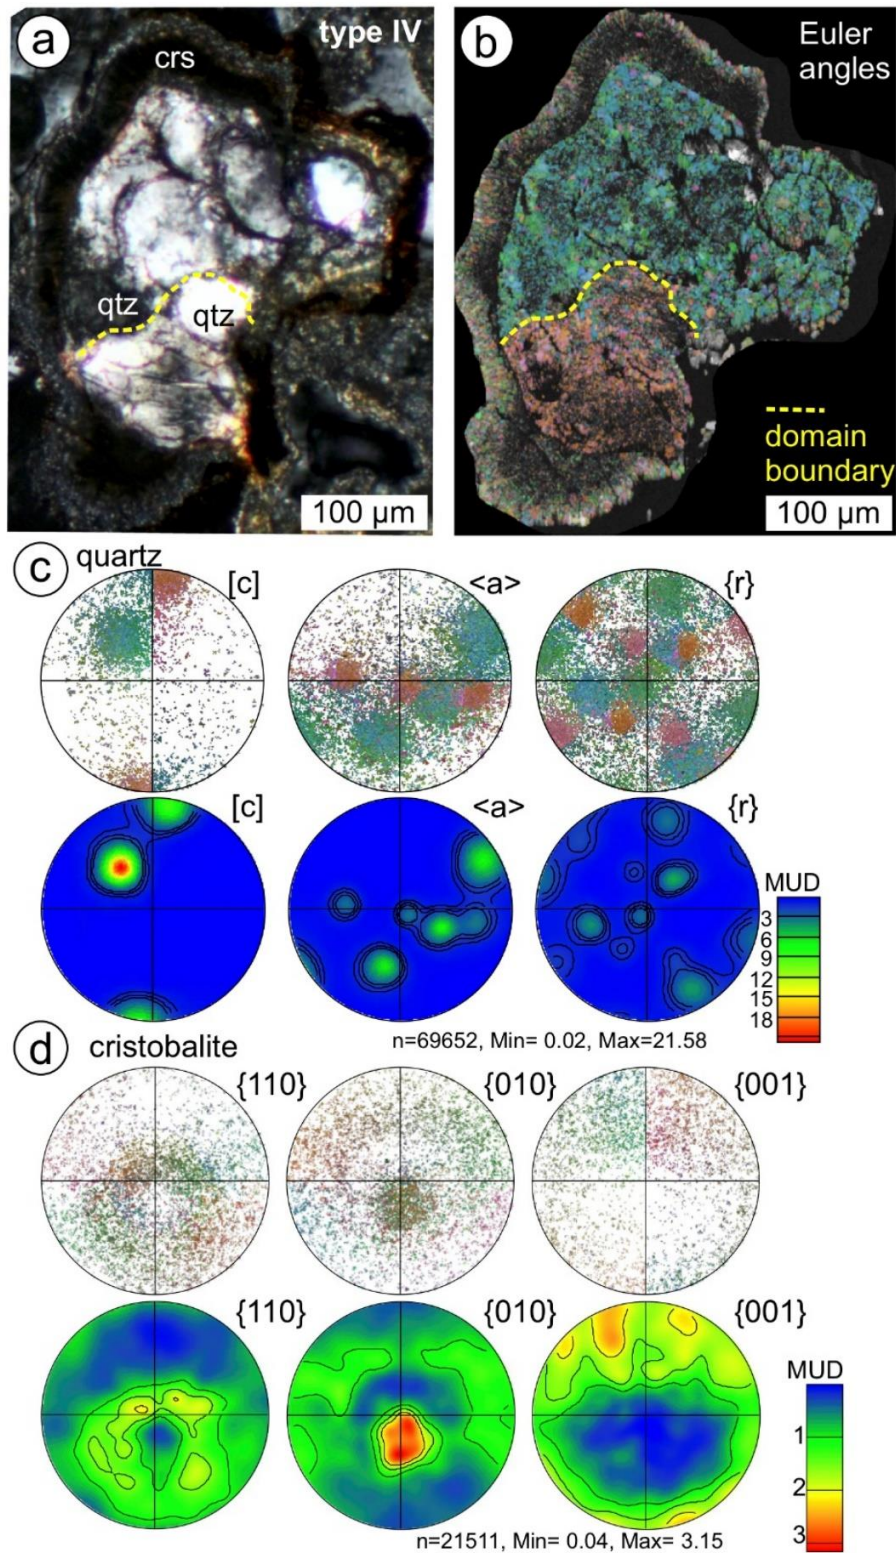 a
type IV
crs
qtz
qtz
100 µm
b
Euler
angles
domain
boundary
100 µm
c quartz
[c] <a> {r}
[c] <a> {r}
MUD
3
6
9
12
15
18
n=69652, Min= 0.02, Max=21.58
d cristobalite
{110} {010} {001}
{110} {010} {001}
MUD
1
2
3
n=21511, Min= 0.04, Max= 3.15